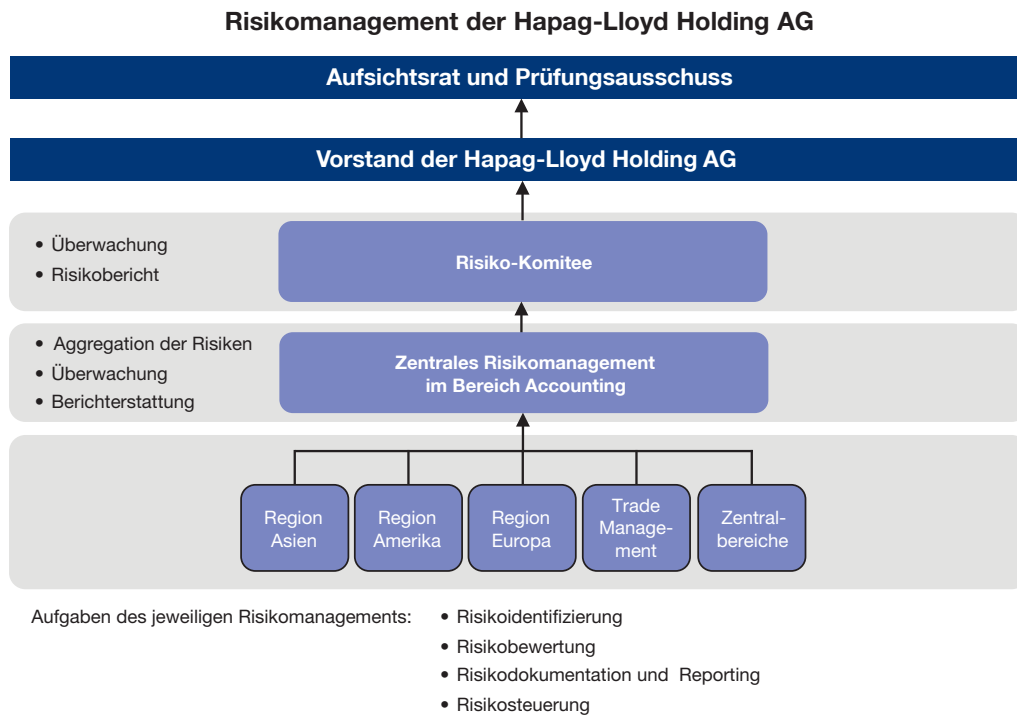 Risikomanagement der Hapag-Lloyd Holding AG
Aufsichtsrat und Prüfungsausschuss
Vorstand der Hapag-Lloyd Holding AG
• Überwachung
• Risikobericht
Risiko-Komitee
• Aggregation der Risiken
• Überwachung
• Berichterstattung
Zentrales Risikomanagement
im Bereich Accounting
Region
Asien
Region
Amerika
Region
Europa
Trade
Manage-
ment
Zentral-
bereiche
Aufgaben des jeweiligen Risikomanagements:
• Risikoidentifizierung
• Risikobewertung
• Risikodokumentation und Reporting
• Risikosteuerung